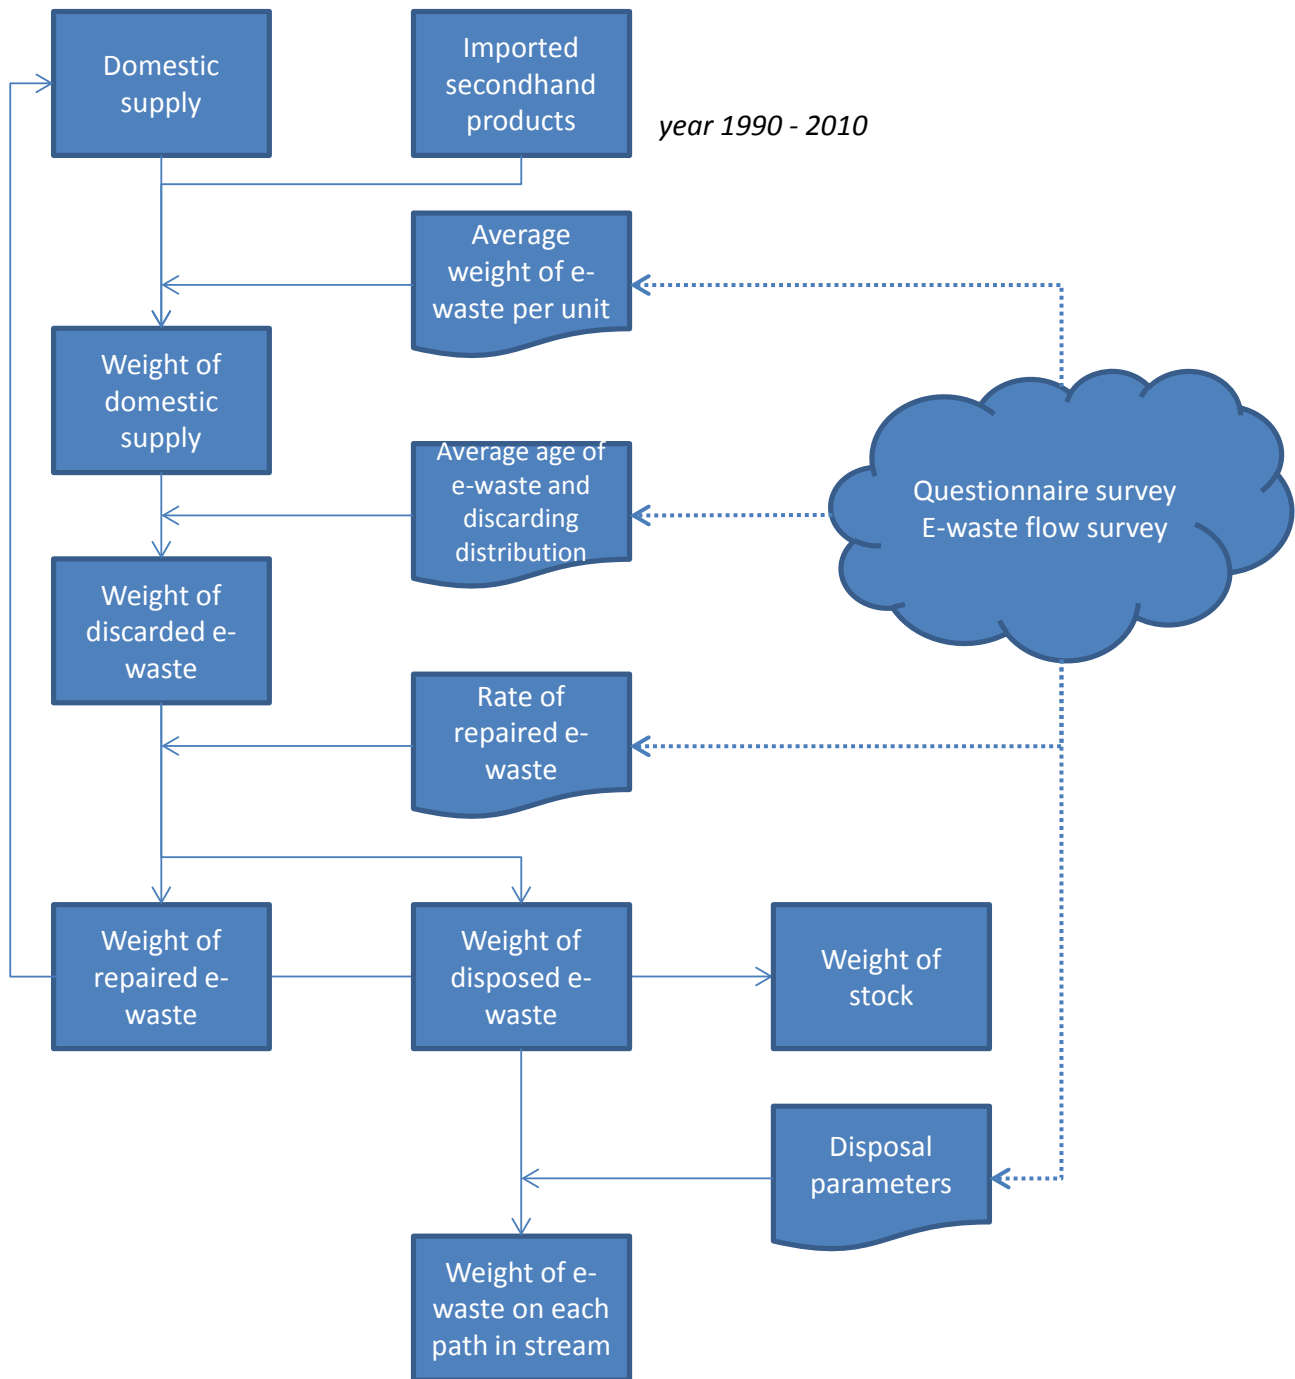 Domestic
supply
Imported
secondhand
products
year 1990 - 2010
Average
weight of e-
waste per unit
Weight of
domestic
supply
Average age of
e-waste and
discarding
distribution
Questionnaire survey
E-waste flow survey
Weight of
discarded e-
waste
Rate of
repaired e-
waste
Weight of
repaired e-
waste
Weight of
disposed e-
waste
Weight of
stock
Disposal
parameters
Weight of e-
waste on each
path in stream